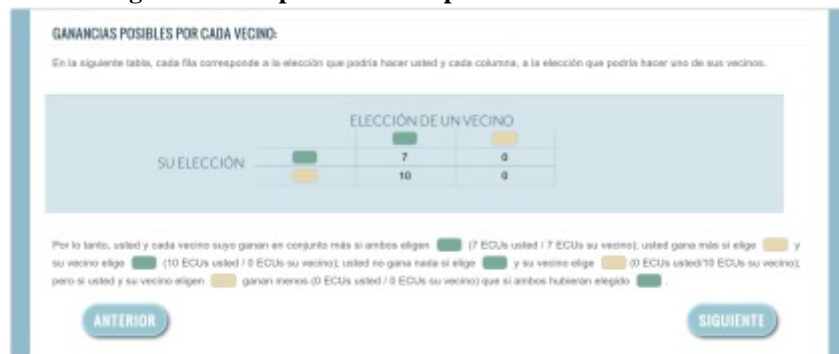 GANANCIAS POSIBLES POR CADA VECINO:
En la siguiente tabla, cada fila corresponde a la elección que podría hacer usted y cada columna, a la elección que podría hacer uno de sus vecinos.
ELECCIÓN DE UN VECINO
SU ELECCIÓN
7 0
10 0
Por lo tanto, usted y cada vecino suyo ganan en conjunto más si ambos eligen (7 ECUs usted / 7 ECUs su vecino); usted gana más si elige y
su vecino elige (10 ECUs usted / 0 ECUs su vecino); usted no gana nada si elige y su vecino elige (0 ECUs usted/10 ECUs su vecino);
pero si usted y su vecino eligen ganan menos (0 ECUs usted / 0 ECUs su vecino) que si ambos hubieran elegido .
ANTERIOR
SIGUIENTE